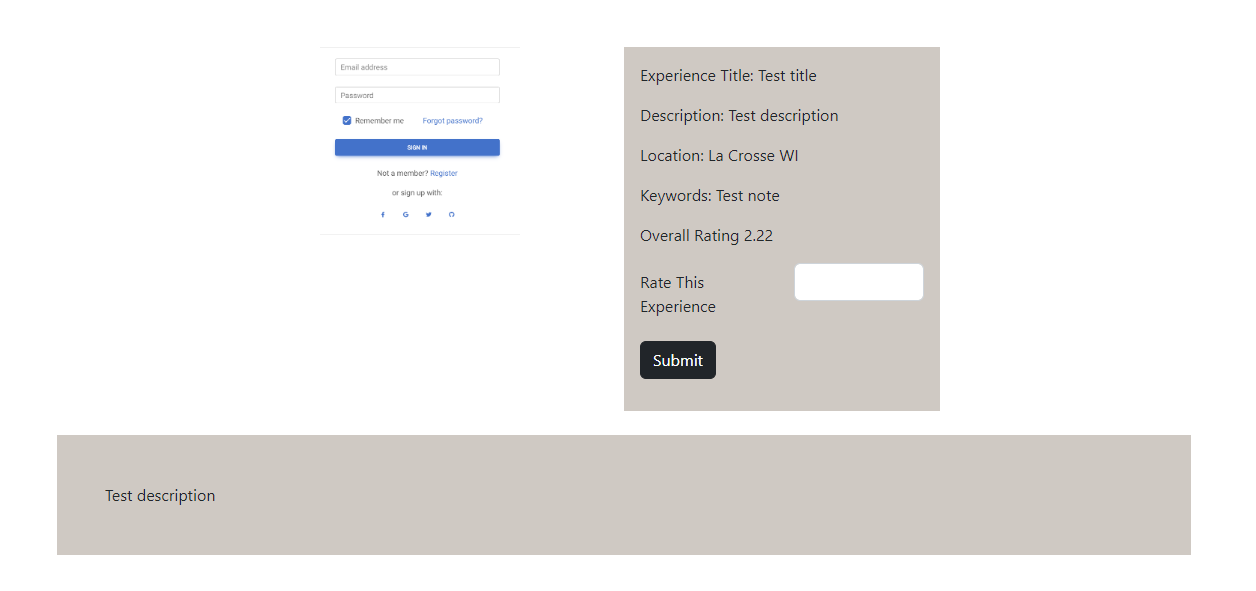 Email address
Password
Remember me Forgot password?
SIGN IN
Not a member? Register
or sign up with:
Experience Title: Test title
Description: Test description
Location: La Crosse WI
Keywords: Test note
Overall Rating 2.22
Rate This
Experience
Submit
Test description